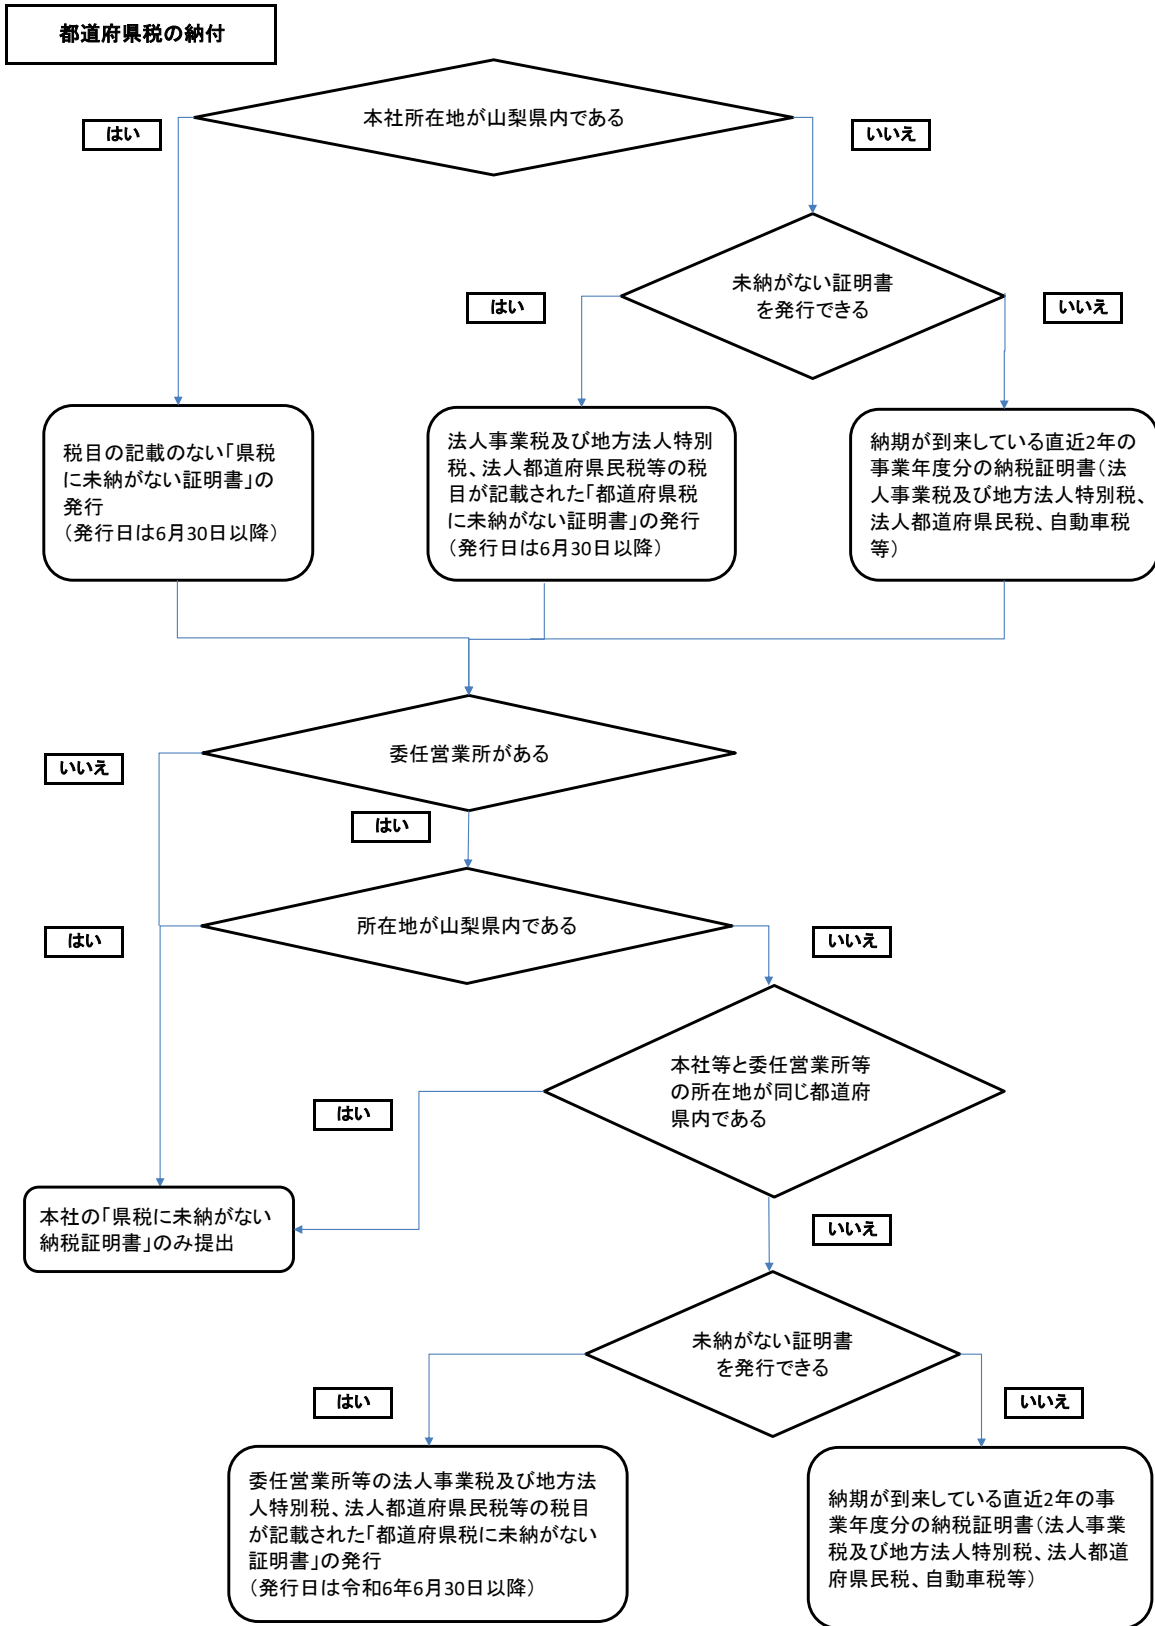 都道府県税の納付
本社所在地が山梨県内である
はい
いいえ
未納がない証明書
を発行できる
はい
いいえ
税目の記載のない「県税
に未納がない証明書」の
発行
(発行日は6月30日以降)
法人事業税及び地方法人特別
税、法人都道府県民税等の税
目が記載された「都道府県税
に未納がない証明書」の発行
(発行日は6月30日以降)
納期が到来している直近2年の
事業年度分の納税証明書(法
人事業税及び地方法人特別税、
法人都道府県民税、自動車税
等)
委任営業所がある
いいえ
はい
所在地が山梨県内である
はい
いいえ
本社等と委任営業所等
の所在地が同じ都道府
県内である
はい
本社の「県税に未納がない
納税証明書」のみ提出
いいえ
未納がない証明書
を発行できる
はい
いいえ
委任営業所等の法人事業税及び地方法
人特別税、法人都道府県民税等の税目
が記載された「都道府県税に未納がない
証明書」の発行
(発行日は令和6年6月30日以降)
納期が到来している直近2年の事
業年度分の納税証明書(法人事業
税及び地方法人特別税、法人都道
府県民税、自動車税等)